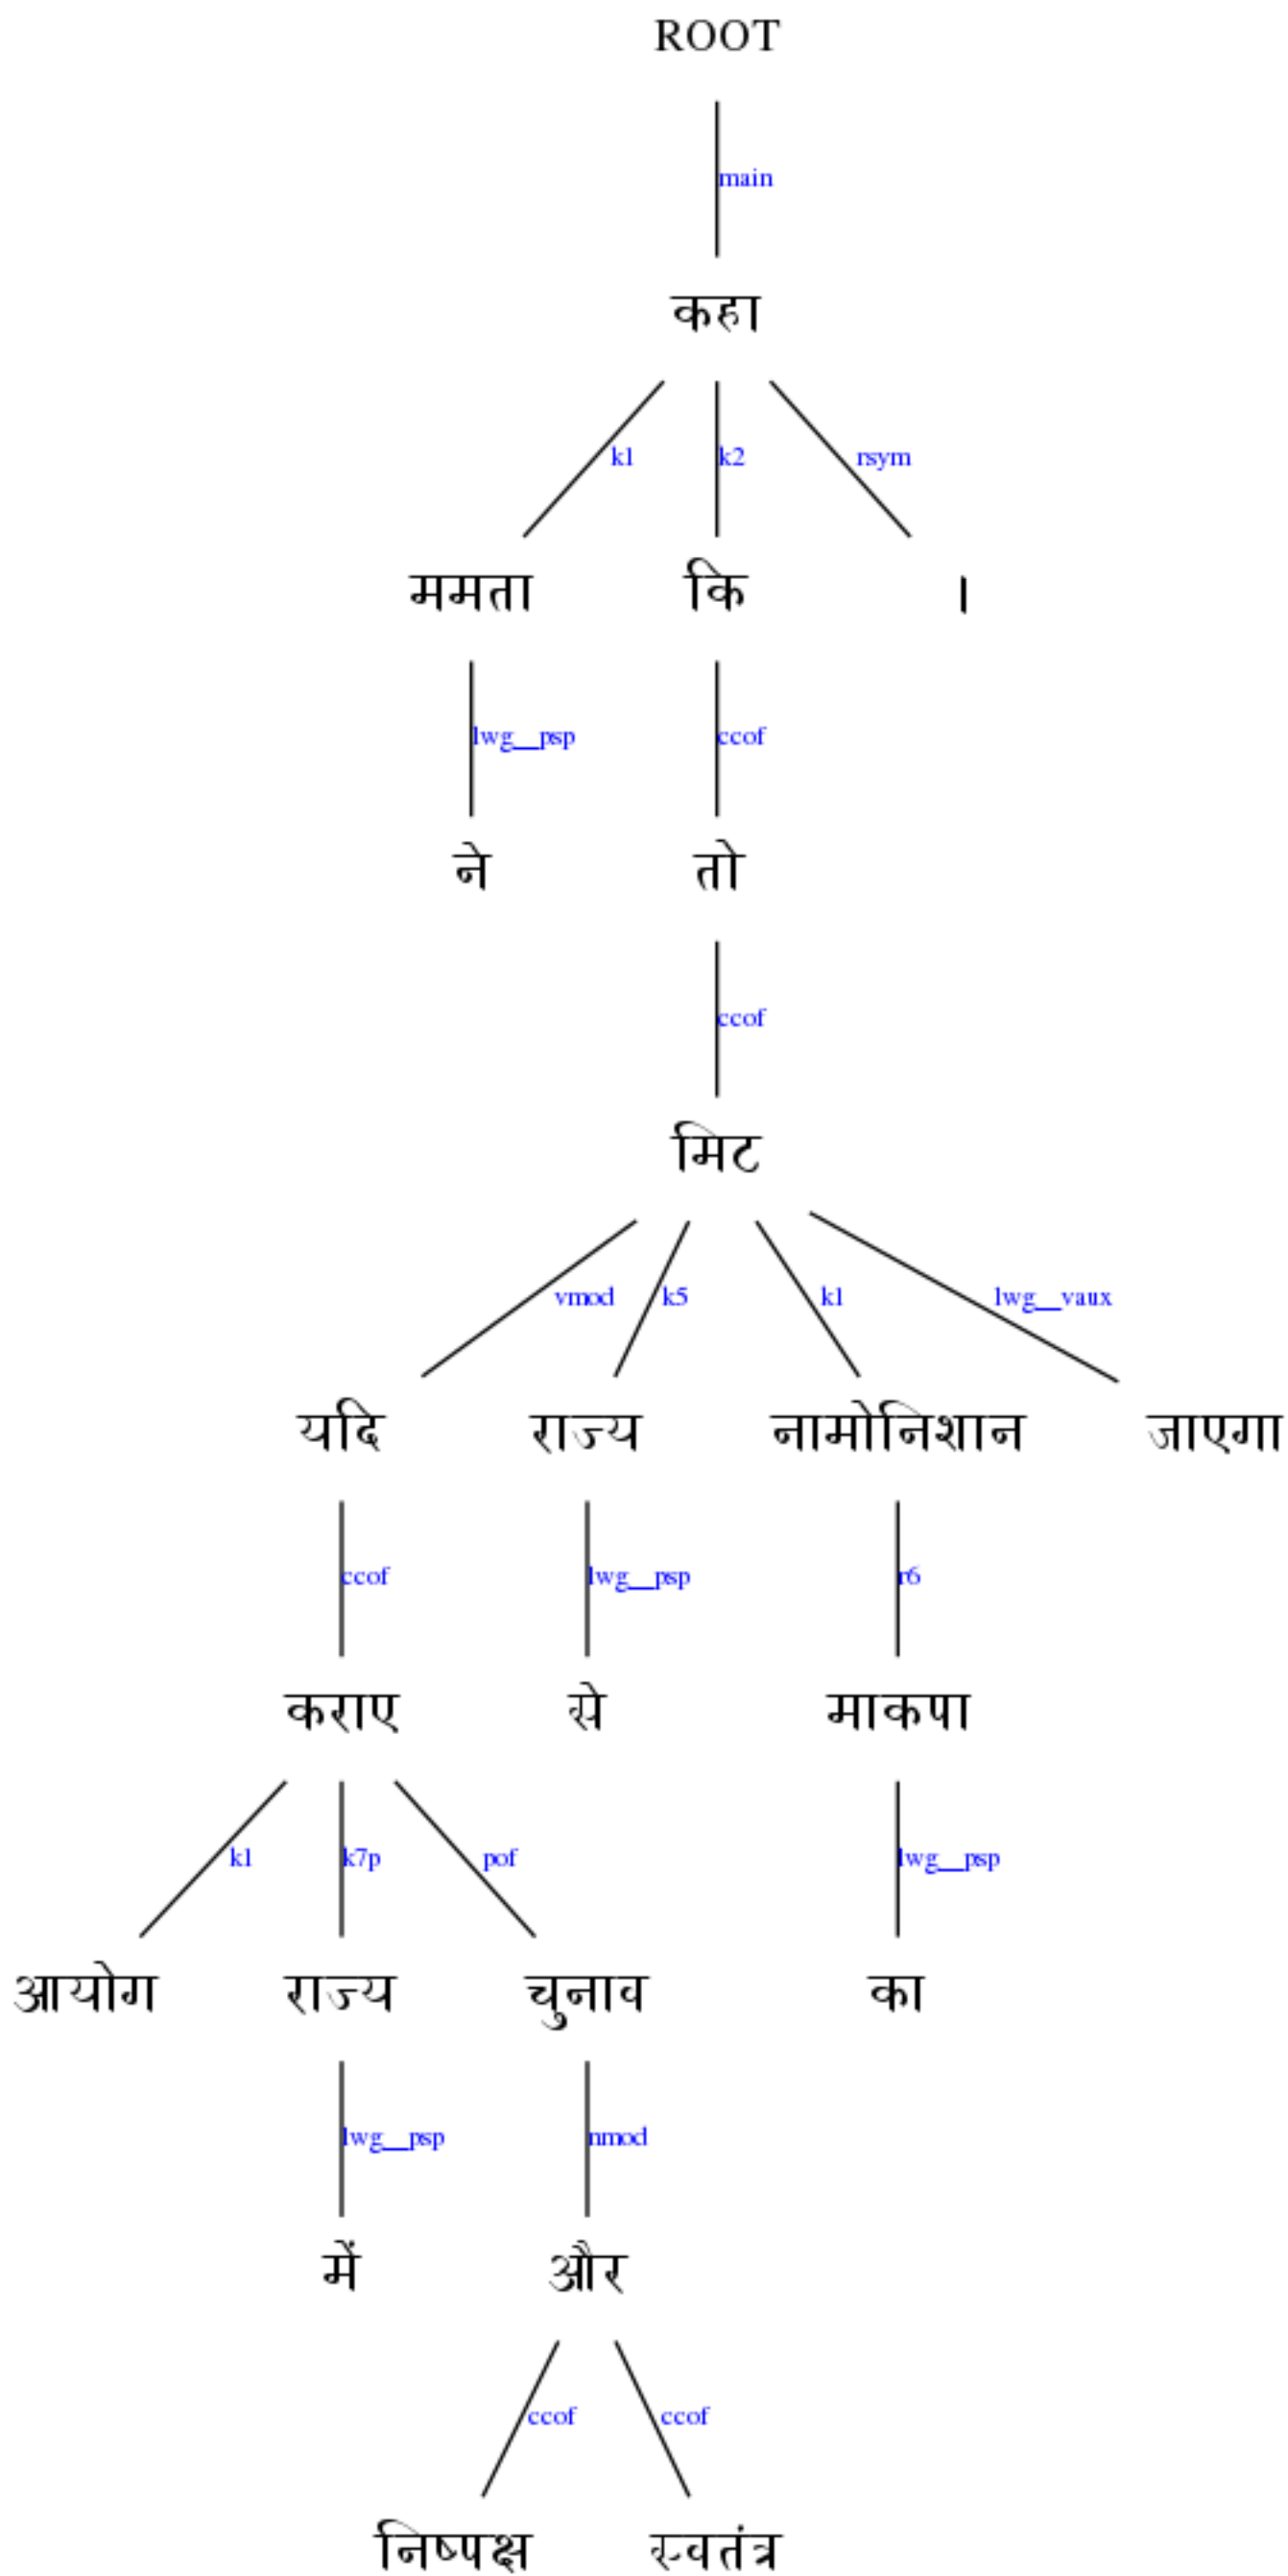 ROOT
main
कहा
k1 k2 rsym
ममता कि ।
lwg__psp ccof
ने तो
ccof
मिट
vmod k5 k1 lwg__vaux
यदि राज्य नामोनिशान जाएगा
ccof lwg__psp r6
कराए से माकपा
k1 k7p pof lwg__psp
आयोग राज्य चुनाव का
lwg__psp nmod
में और
ccof ccof
निष्पक्ष स्वतंत्र